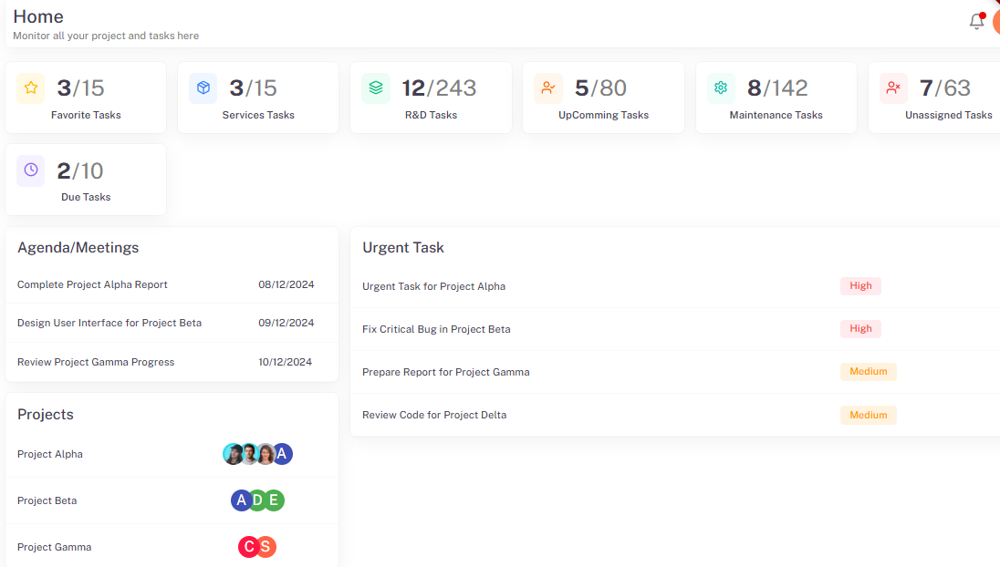 Home
Monitor all your project and tasks here
3/15
Favorite Tasks
3/15
Services Tasks
12/243
R&D Tasks
5/80
UpComming Tasks
8/142
Maintenance Tasks
7/63
Unassigned Tasks
2/10
Due Tasks
Agenda/Meetings
Complete Project Alpha Report 08/12/2024
Design User Interface for Project Beta 09/12/2024
Review Project Gamma Progress 10/12/2024
Urgent Task
Urgent Task for Project Alpha High
Fix Critical Bug in Project Beta High
Prepare Report for Project Gamma Medium
Review Code for Project Delta Medium
Projects
Project Alpha A
Project Beta A D E
Project Gamma C S